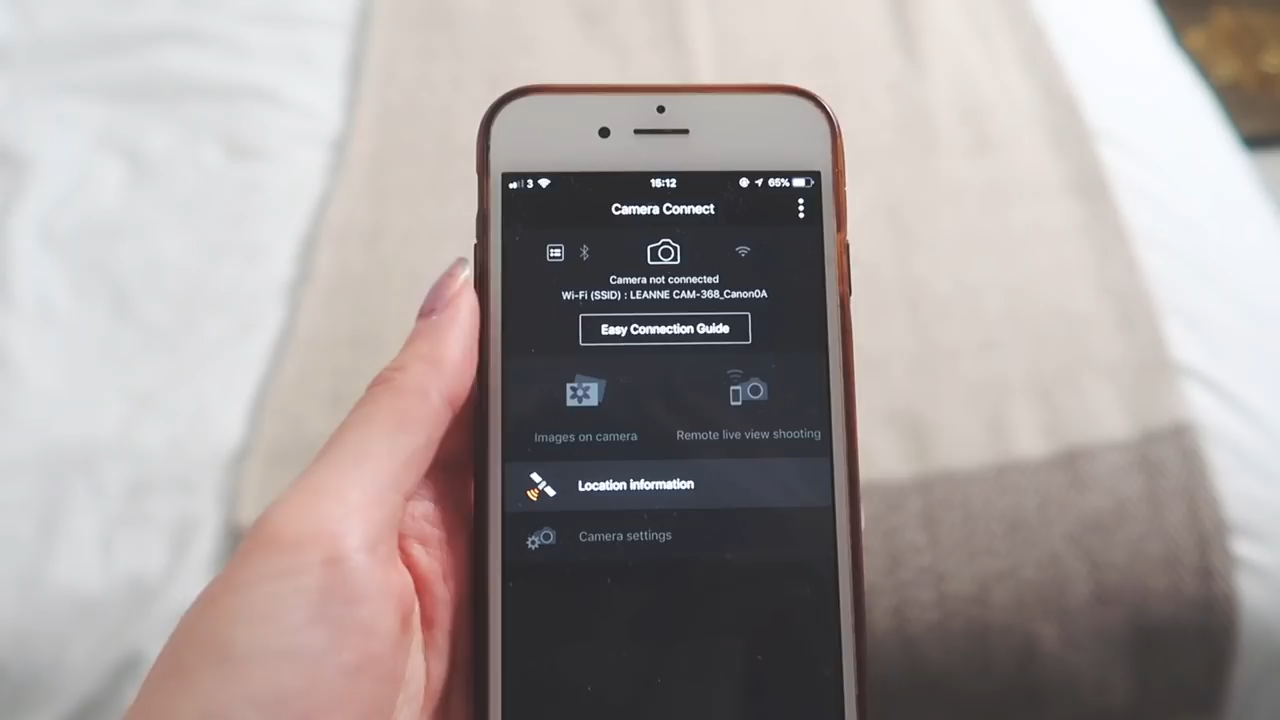 3 15:12 65%
Camera Connect
Camera not connected
Wi-Fi (SSID) : LEANNE CAM-368_Canon0A
Easy Connection Guide
Images on camera
Remote live view shooting
Location information
Camera settings